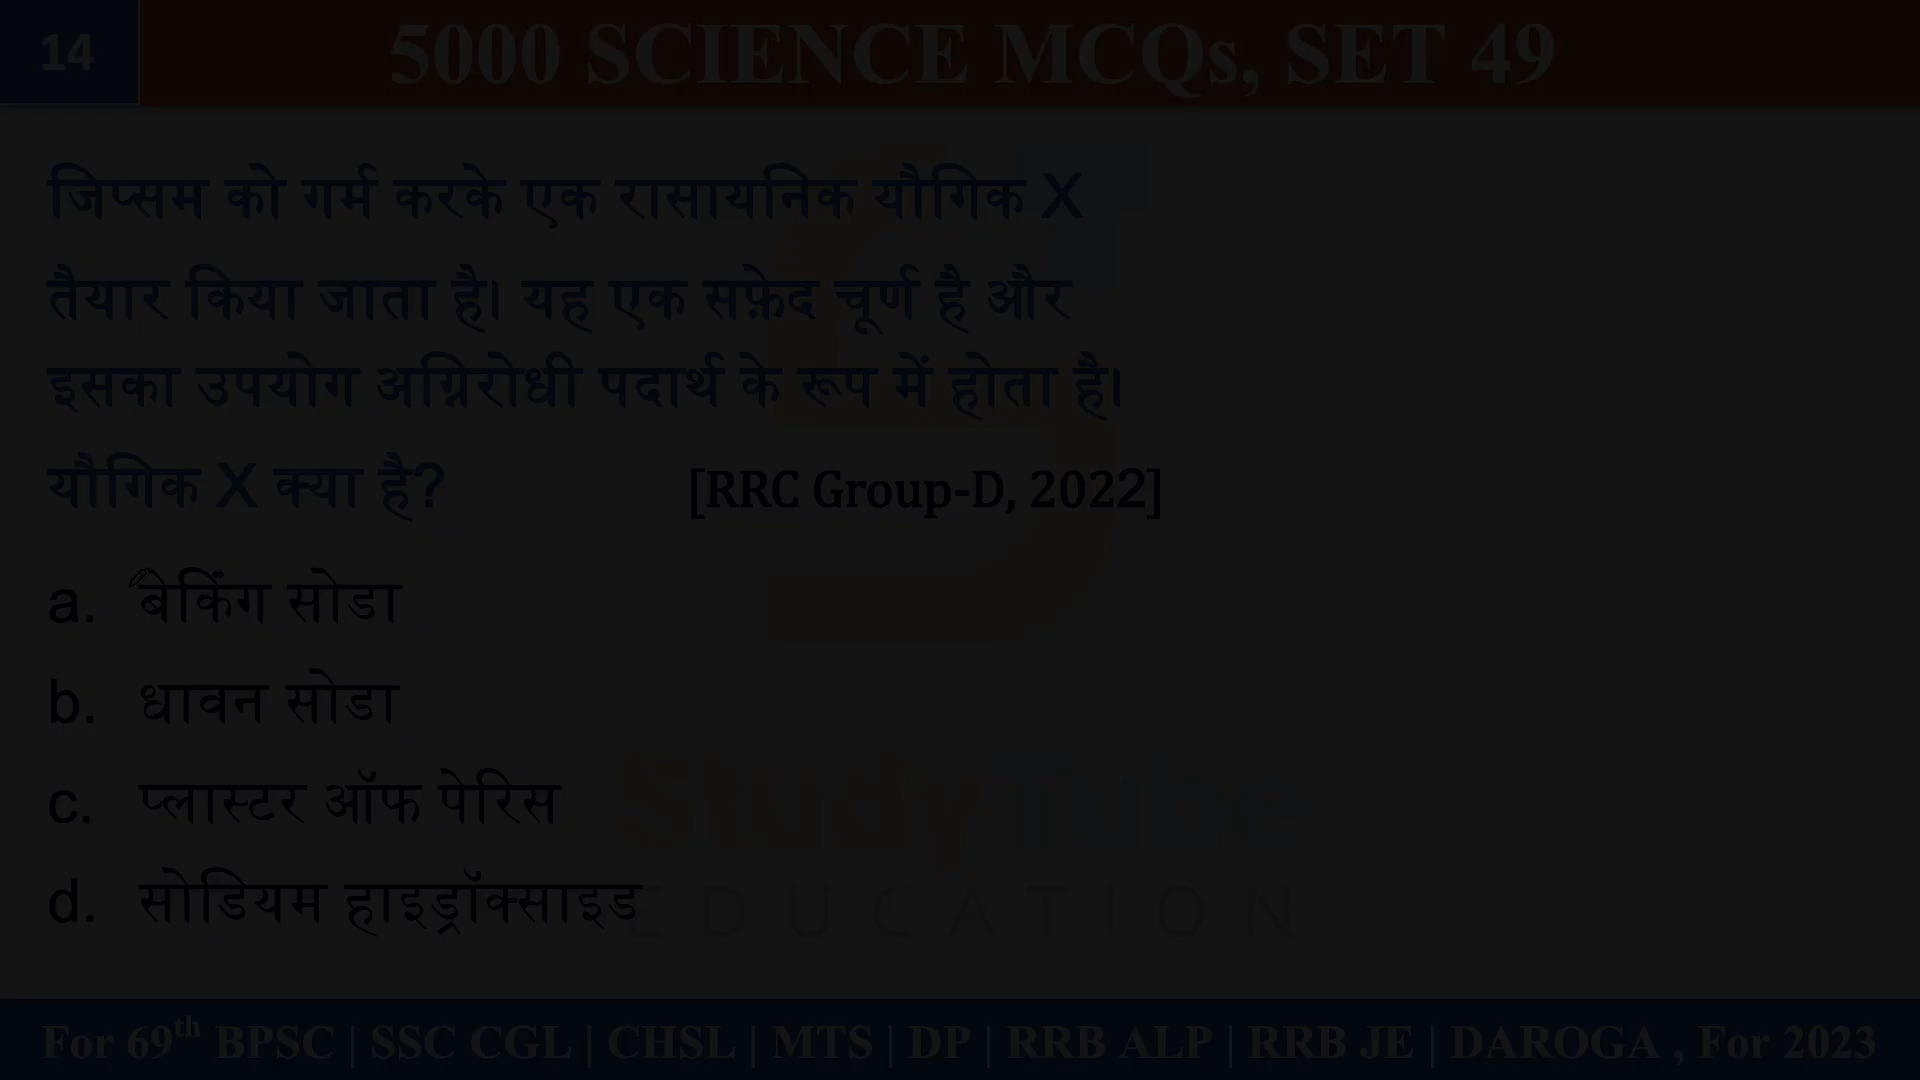 14
5000 SCIENCE MCQs, SET 49
जिप्सम को गर्म करके एक रासायनिक यौगिक X
तैयार किया जाता है। यह एक सफ़ेद चूर्ण है और
इसका उपयोग अग्निरोधी पदार्थ के रूप में होता है।
यौगिक X क्या है? [RRC Group-D, 2022]
a. बेकिंग सोडा
b. धावन सोडा
c. प्लास्टर ऑफ पेरिस
d. सोडियम हाइड्रॉक्साइड
StudyTube
EDUCATION
For 69th BPSC | SSC CGL | CHSL | MTS | DP | RRB ALP | RRB JE | DAROGA , For 2023